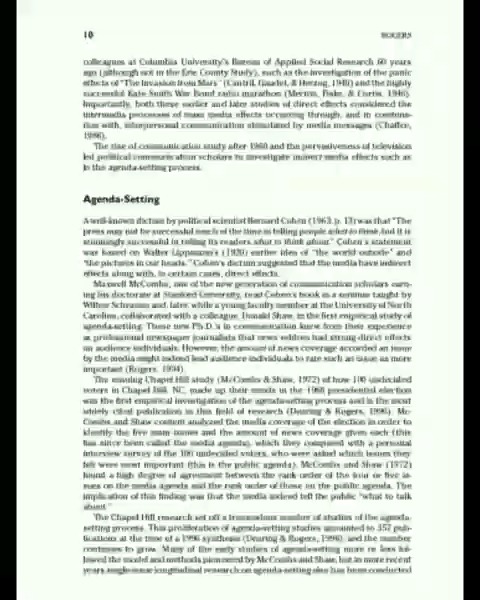 10 ROGERS
colleagues at Columbia University's Bureau of Applied Social Research 60 years
ago (although not in the Erie County Study), such as the investigation of the panic
effects of "The Invasion from Mars" (Cantril, Gaudet, & Herzog, 1940) and the highly
successful Kate Smith War Bond radio marathon (Merton, Fiske, & Curtis, 1946).
Importantly, both these earlier and later studies of direct effects considered the
intermedia processes of mass media effects occurring through, and in combina-
tion with, interpersonal communication stimulated by media messages (Chaffee,
1986).
The rise of communication study after 1960 and the pervasiveness of television
led political communication scholars to investigate indirect media effects such as
in the agenda-setting process.
Agenda-Setting
A well-known dictum by political scientist Bernard Cohen (1963, p. 13) was that "The
press may not be successful much of the time in telling people what to think, but it is
stunningly successful in telling its readers what to think about." Cohen's statement
was based on Walter Lippmann's (1920) earlier idea of "the world outside" and
"the pictures in our heads." Cohen's dictum suggested that the media have indirect
effects along with, in certain cases, direct effects.
Maxwell McCombs, one of the new generation of communication scholars earn-
ing his doctorate at Stanford University, read Cohen's book in a seminar taught by
Wilbur Schramm and, later, while a young faculty member at the University of North
Carolina, collaborated with a colleague, Donald Shaw, in the first empirical study of
agenda-setting. These new Ph.D.'s in communication knew from their experience
as professional newspaper journalists that news seldom had strong direct effects
on audience individuals. However, the amount of news coverage accorded an issue
by the media might indeed lead audience individuals to rate such an issue as more
important (Rogers, 1994).
The ensuing Chapel Hill study (McCombs & Shaw, 1972) of how 100 undecided
voters in Chapel Hill, NC, made up their minds in the 1968 presidential election
was the first empirical investigation of the agenda-setting process and is the most
widely cited publication in this field of research (Dearing & Rogers, 1996). Mc-
Combs and Shaw content analyzed the media coverage of the election in order to
identify the five main issues and the amount of news coverage given each (this
has since been called the media agenda), which they compared with a personal
interview survey of the 100 undecided voters, who were asked which issues they
felt were most important (this is the public agenda). McCombs and Shaw (1972)
found a high degree of agreement between the rank order of the four or five is-
sues on the media agenda and the rank order of those on the public agenda. The
implication of this finding was that the media indeed tell the public "what to talk
about."
The Chapel Hill research set off a tremendous number of studies of the agenda-
setting process. This proliferation of agenda-setting studies amounted to 357 pub-
lications at the time of a 1996 synthesis (Dearing & Rogers, 1996), and the number
continues to grow. Many of the early studies of agenda-setting more or less fol-
lowed the model and methods pioneered by McCombs and Shaw, but in more recent
years single-issue longitudinal research on agenda-setting also has been conducted